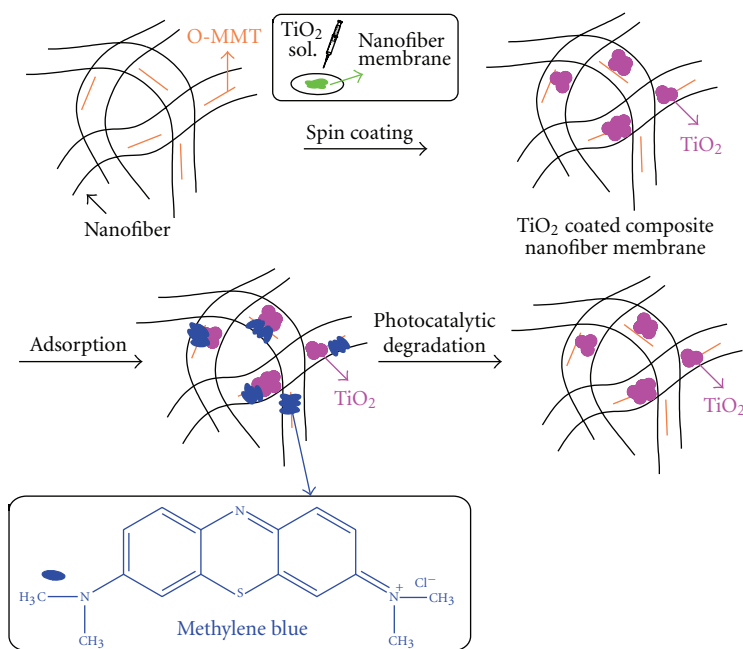 O-MMT
TiO₂
sol.
Nanofiber
membrane
Spin coating
TiO₂
Nanofiber
TiO₂ coated composite
nanofiber membrane
Adsorption
TiO₂
Photocatalytic
degradation
TiO₂
N
S
H₃C
N
CH₃
N⁺
Cl⁻
CH₃
CH₃
Methylene blue